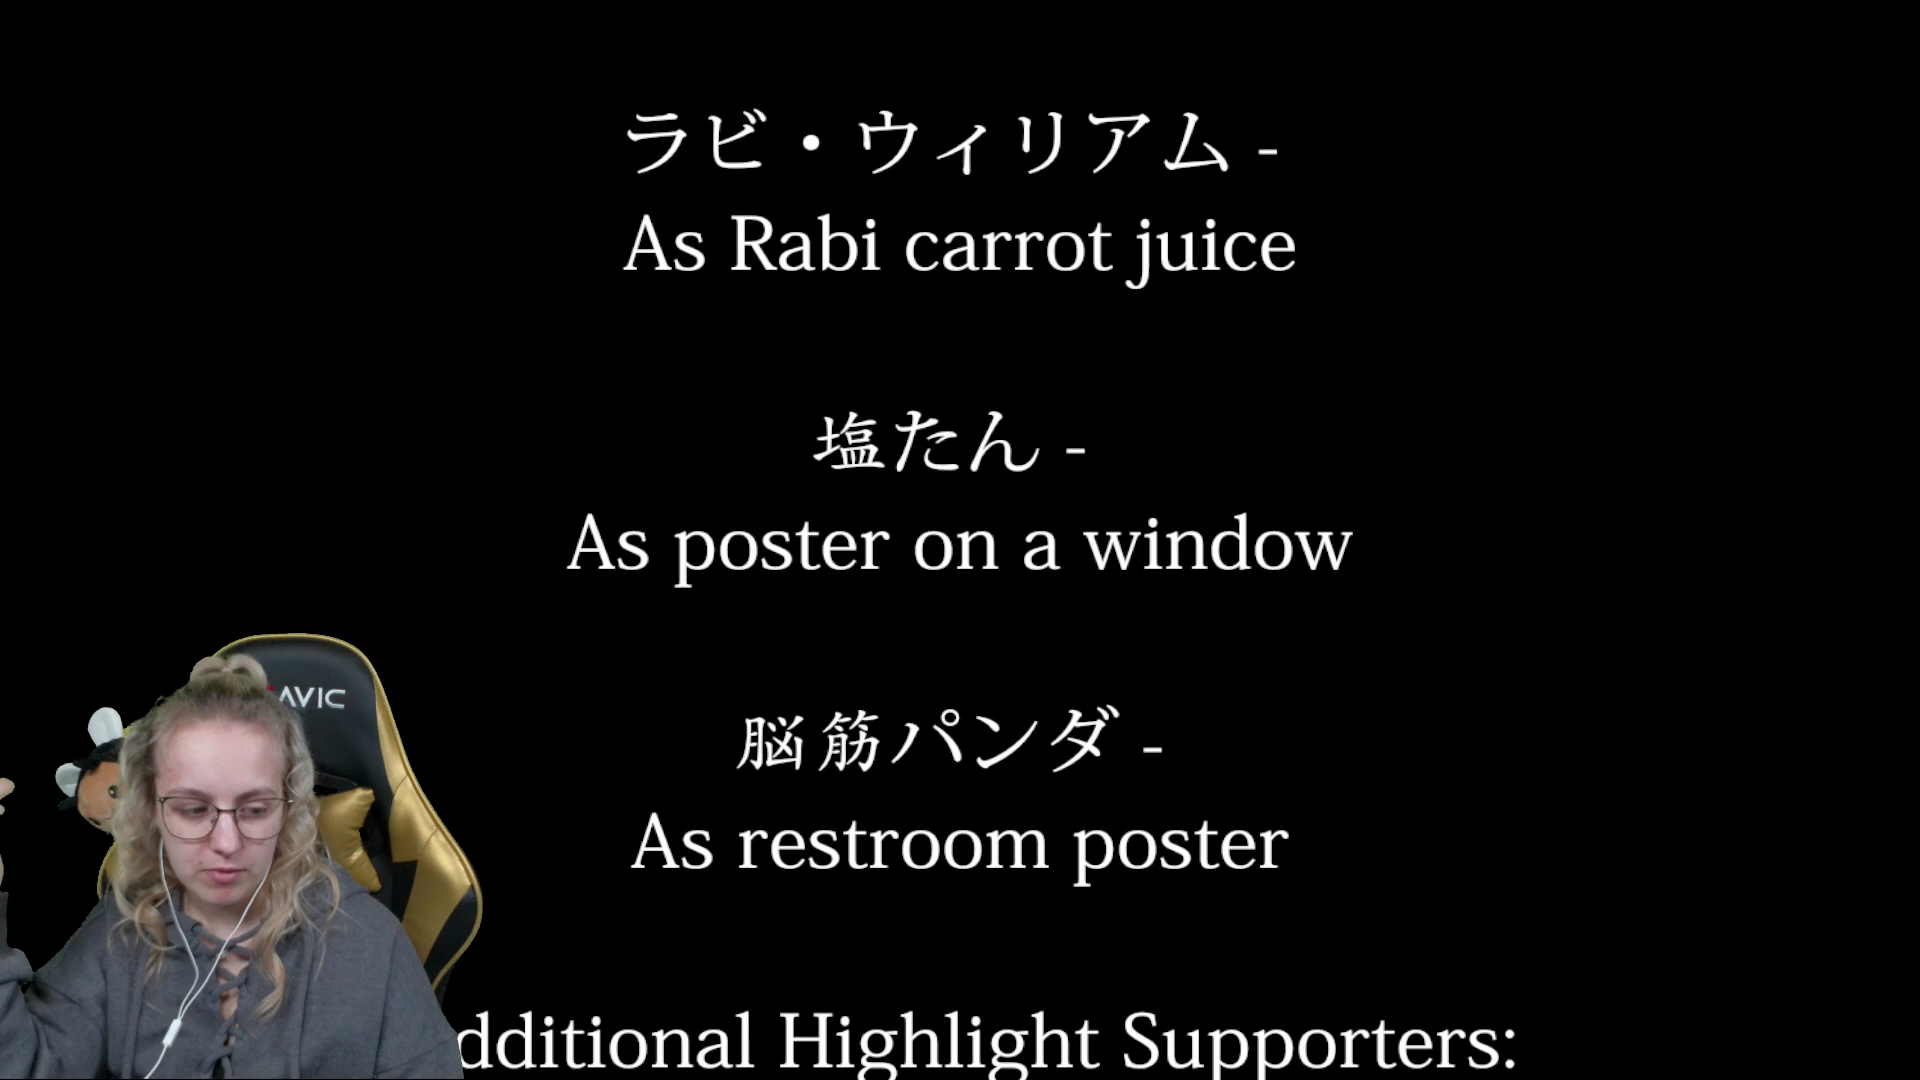 ラビ・ウィリアム -
As Rabi carrot juice
塩たん -
As poster on a window
脳筋パンダ -
As restroom poster
dditional Highlight Supporters:
AVIC